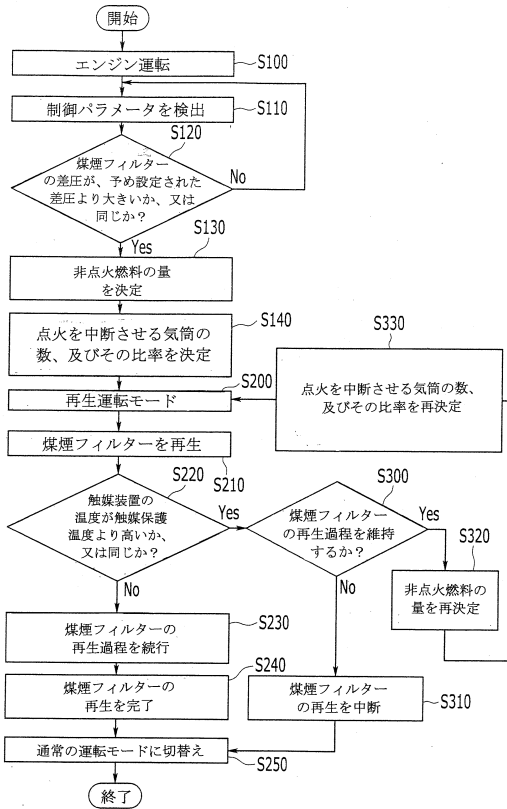 開始
エンジン運転
S100
制御パラメータを検出
S110
S120
煤煙フィルター
の差圧が、予め設定された
差圧より大きいか、又は
同じか？
No
Yes
S130
非点火燃料の量
を決定
S140
点火を中断させる気筒の
数、及びその比率を決定
S330
点火を中断させる気筒の数、
及びその比率を再決定
S200
再生運転モード
煤煙フィルターを再生
S210
S220
触媒装置の
温度が触媒保護
温度より高いか、
又は同じか？
Yes
No
S300
煤煙フィルター
の再生過程を維持
するか？
Yes
No
S320
非点火燃料の
量を再決定
S230
煤煙フィルターの
再生過程を続行
S240
煤煙フィルターの
再生を完了
煤煙フィルター
の再生を中断
S310
通常の運転モードに切替え
S250
終了